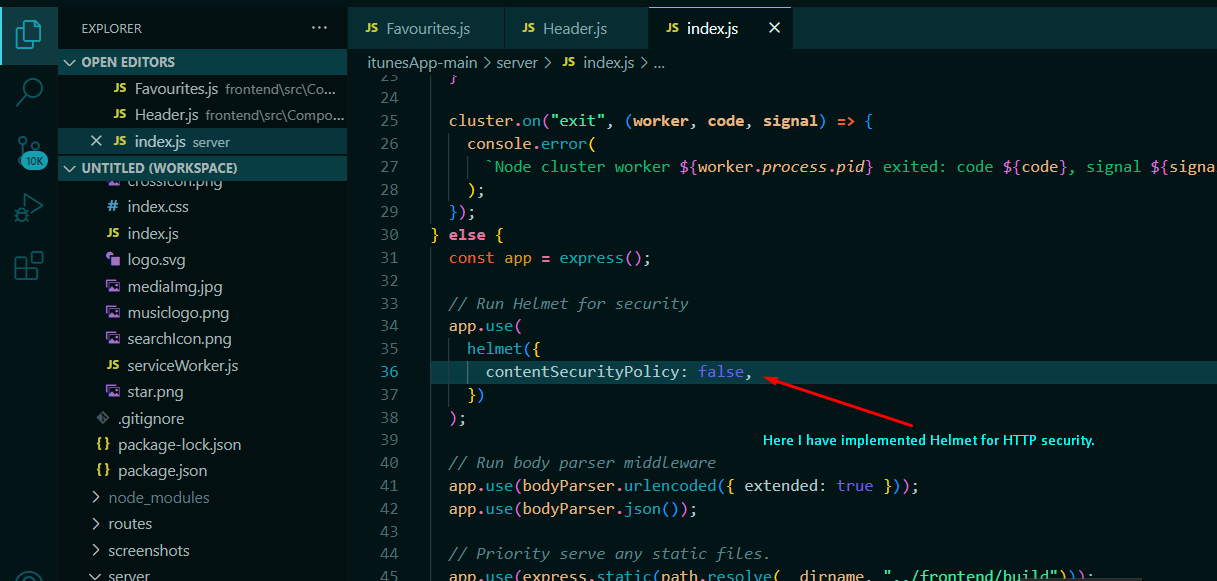 EXPLORER
···
OPEN EDITORS
JS Favourites.js frontend\src\Co...
JS Header.js frontend\src\Compo...
JS index.js server
10K
UNTITLED (WORKSPACE)
crossIcon.png
# index.css
JS index.js
logo.svg
mediaImg.jpg
musiclogo.png
searchIcon.png
JS serviceWorker.js
star.png
.gitignore
{} package-lock.json
{} package.json
node_modules
routes
screenshots
server
JS Favourites.js
JS Header.js
JS index.js
itunesApp-main > server > JS index.js > ...
23 }
24
25 cluster.on("exit", (worker, code, signal) => {
26 console.error(
27 `Node cluster worker ${worker.process.pid} exited: code ${code}, signal ${signa
28 );
29 });
30 } else {
31 const app = express();
32
33 // Run Helmet for security
34 app.use(
35 helmet({
36 contentSecurityPolicy: false,
37 })
38 );
39
Here I have implemented Helmet for HTTP security.
40 // Run body parser middleware
41 app.use(bodyParser.urlencoded({ extended: true }));
42 app.use(bodyParser.json());
43
44 // Priority serve any static files.
45 app.use(express.static(path.resolve(__dirname, "../frontend/build")));